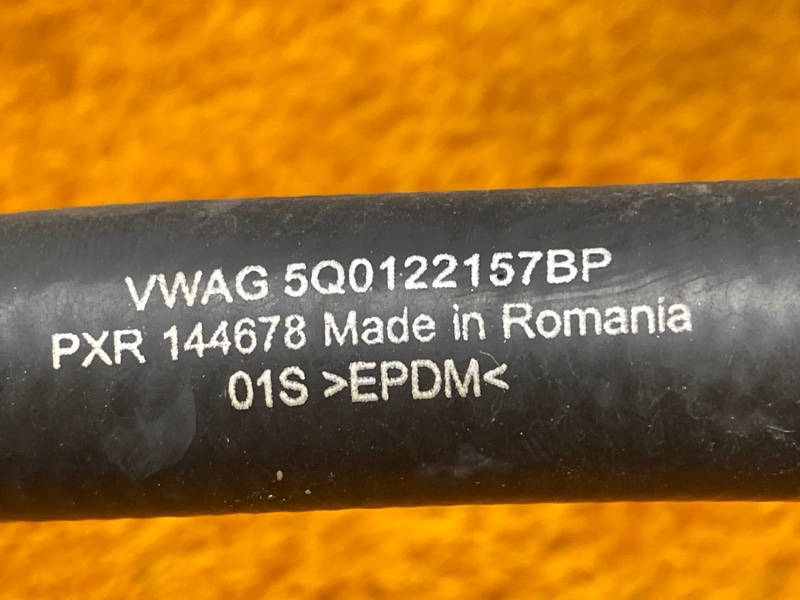 VWAG 5Q0122157BP
PXR 144678 Made in Romania
01S >EPDM<